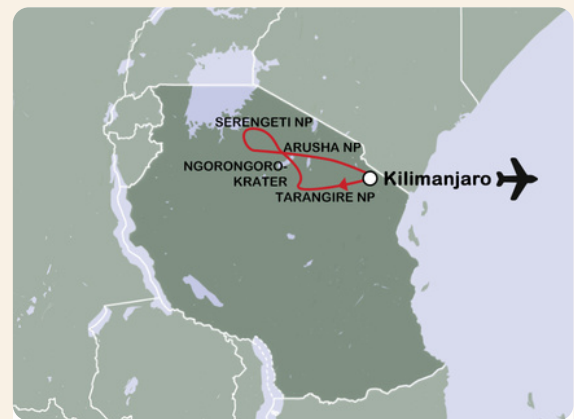 SERENGETI NP
ARUSHA NP
NGORONGORO-
KRATER
Kilimanjaro
TARANGIRE NP